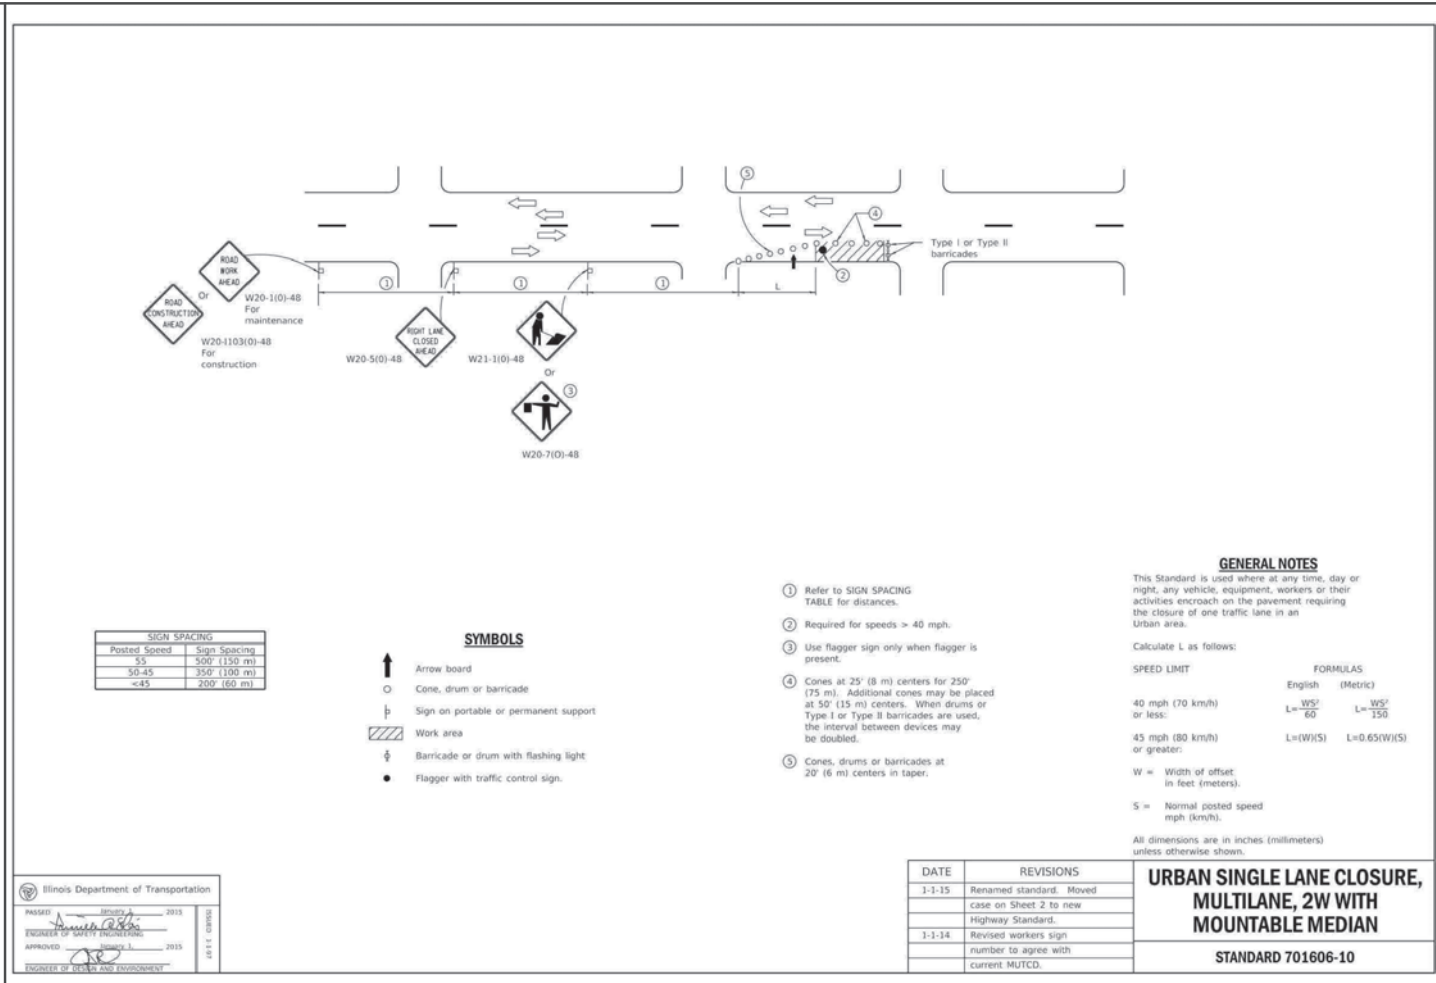 5
4
Type I or Type II
barricades
2
1
1
1
L
ROAD
WORK
AHEAD
Or
ROAD
CONSTRUCTION
AHEAD
W20-1(O)-48
For
maintenance
W20-I103(O)-48
For
construction
RIGHT LANE
CLOSED
AHEAD
W20-5(O)-48
W21-1(O)-48
Or
3
W20-7(O)-48
SIGN SPACING
Posted Speed Sign Spacing
55 500' (150 m)
50-45 350' (100 m)
<45 200' (60 m)
SYMBOLS
Arrow board
Cone, drum or barricade
Sign on portable or permanent support
Work area
Barricade or drum with flashing light
Flagger with traffic control sign.
1 Refer to SIGN SPACING
TABLE for distances.
2 Required for speeds > 40 mph.
3 Use flagger sign only when flagger is
present.
4 Cones at 25' (8 m) centers for 250'
(75 m). Additional cones may be placed
at 50' (15 m) centers. When drums or
Type I or Type II barricades are used,
the interval between devices may
be doubled.
5 Cones, drums or barricades at
20' (6 m) centers in taper.
GENERAL NOTES
This Standard is used where at any time, day or
night, any vehicle, equipment, workers or their
activities encroach on the pavement requiring
the closure of one traffic lane in an
Urban area.
Calculate L as follows:
SPEED LIMIT FORMULAS
English (Metric)
40 mph (70 km/h)
or less:
L=WS²/60 L=WS²/150
45 mph (80 km/h)
or greater:
L=(W)(S) L=0.65(W)(S)
W = Width of offset
in feet (meters).
S = Normal posted speed
mph (km/h).
All dimensions are in inches (millimeters)
unless otherwise shown.
Illinois Department of Transportation
PASSED January 1, 2015
ENGINEER OF SAFETY ENGINEERING
APPROVED January 1, 2015
ENGINEER OF DESIGN AND ENVIRONMENT
ISSUED 1-1-97
DATE REVISIONS
1-1-15 Renamed standard. Moved
case on Sheet 2 to new
Highway Standard.
1-1-14 Revised workers sign
number to agree with
current MUTCD.
URBAN SINGLE LANE CLOSURE,
MULTILANE, 2W WITH
MOUNTABLE MEDIAN
STANDARD 701606-10